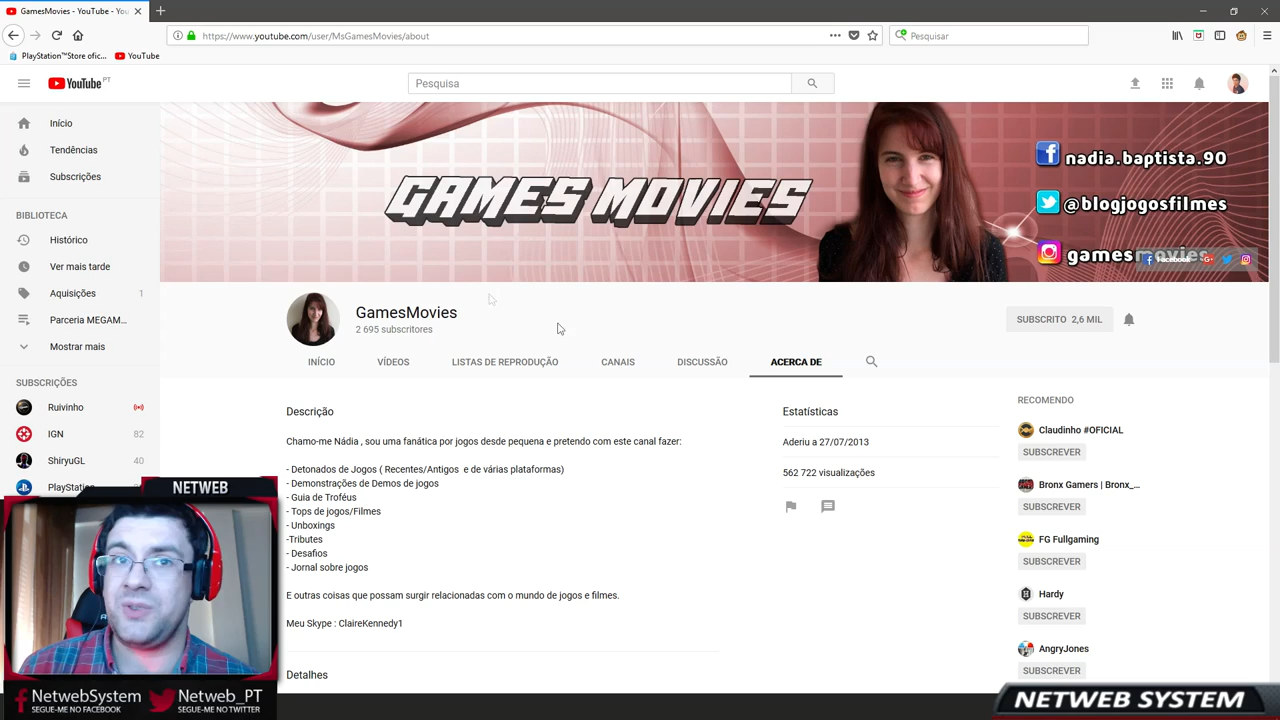 GamesMovies - YouTube - You
https://www.youtube.com/user/MsGamesMovies/about
Pesquisar
PlayStation™Store ofic...
YouTube
YouTube PT
Pesquisa
Início
Tendências
Subscrições
BIBLIOTECA
Histórico
Ver mais tarde
Aquisições 1
Parceria MEGAM...
Mostrar mais
SUBSCRIÇÕES
Ruivinho
IGN 82
ShiryuGL 40
PlayStation
GAMES MOVIES
nadia.baptista.90
@blogjogosfilmes
gamesmovies
Facebook
GamesMovies
2 695 subscritores
SUBSCRITO 2,6 MIL
INÍCIO
VÍDEOS
LISTAS DE REPRODUÇÃO
CANAIS
DISCUSSÃO
ACERCA DE
Descrição
Chamo-me Nádia , sou uma fanática por jogos desde pequena e pretendo com este canal fazer:
- Detonados de Jogos ( Recentes/Antigos e de várias plataformas)
- Demonstrações de Demos de jogos
- Guia de Troféus
- Tops de jogos/Filmes
- Unboxings
-Tributes
- Desafios
- Jornal sobre jogos
E outras coisas que possam surgir relacionadas com o mundo de jogos e filmes.
Meu Skype : ClaireKennedy1
Detalhes
Estatísticas
Aderiu a 27/07/2013
562 722 visualizações
RECOMENDO
Claudinho #OFICIAL
SUBSCREVER
Bronx Gamers | Bronx_...
SUBSCREVER
FG Fullgaming
SUBSCREVER
Hardy
SUBSCREVER
AngryJones
SUBSCREVER
NETWEB
NetwebSystem
SEGUE-ME NO FACEBOOK
Netweb_PT
SEGUE-ME NO TWITTER
NETWEB SYSTEM